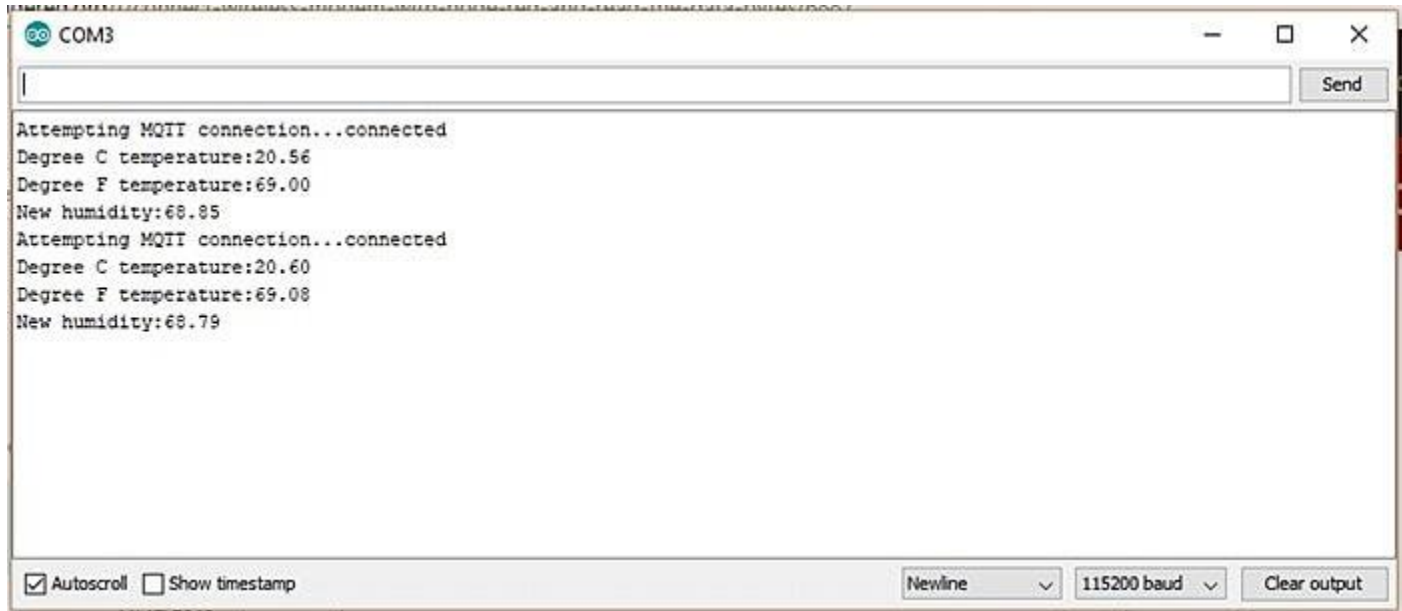 COM3
Send
Attempting MQTT connection...connected
Degree C temperature:20.56
Degree F temperature:69.00
New humidity:68.85
Attempting MQTT connection...connected
Degree C temperature:20.60
Degree F temperature:69.08
New humidity:68.79
Autoscroll Show timestamp Newline 115200 baud Clear output